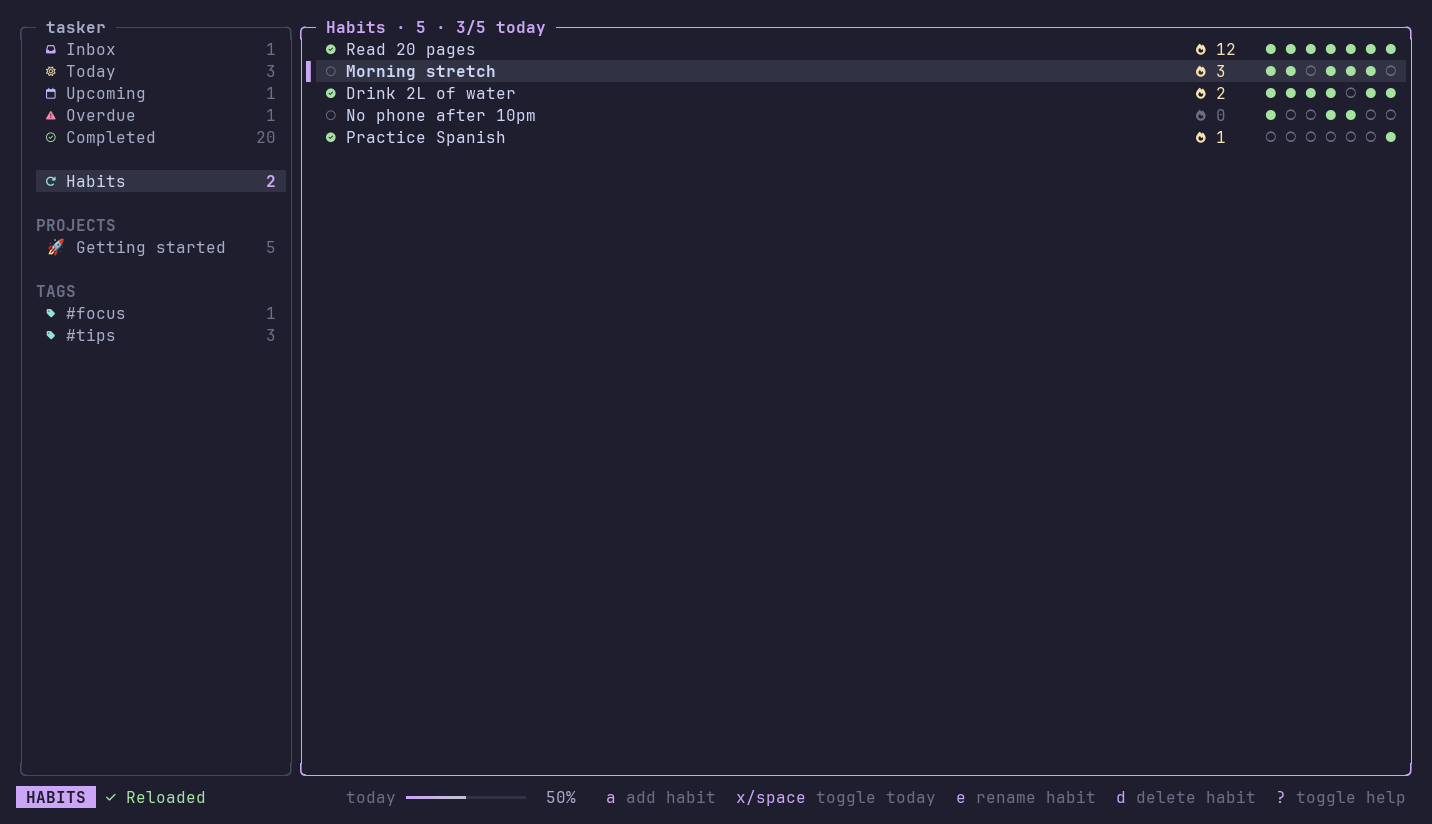 tasker
Inbox 1
Today 3
Upcoming 1
Overdue 1
Completed 20
Habits 2
PROJECTS
🚀 Getting started 5
TAGS
#focus 1
#tips 3
Habits · 5 · 3/5 today
Read 20 pages 12
Morning stretch 3
Drink 2L of water 2
No phone after 10pm 0
Practice Spanish 1
HABITS ✓ Reloaded today 50% a add habit x/space toggle today e rename habit d delete habit ? toggle help